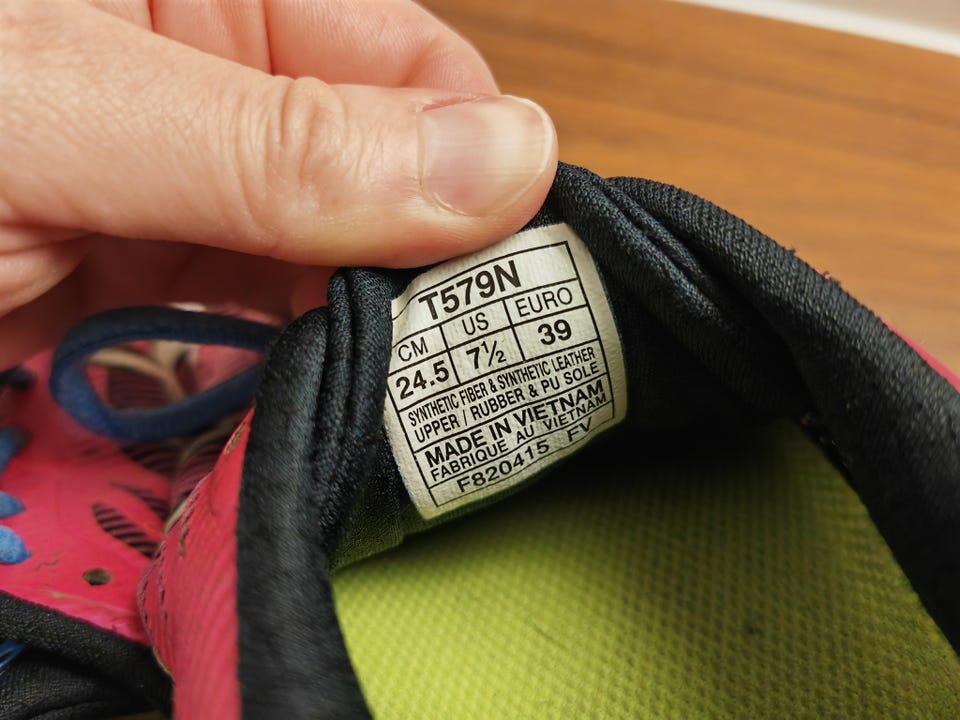 T579N
CM US EURO
24.5 7½ 39
SYNTHETIC FIBER & SYNTHETIC LEATHER
UPPER / RUBBER & PU SOLE
MADE IN VIETNAM
FABRIQUE AU VIETNAM
F820415 FV